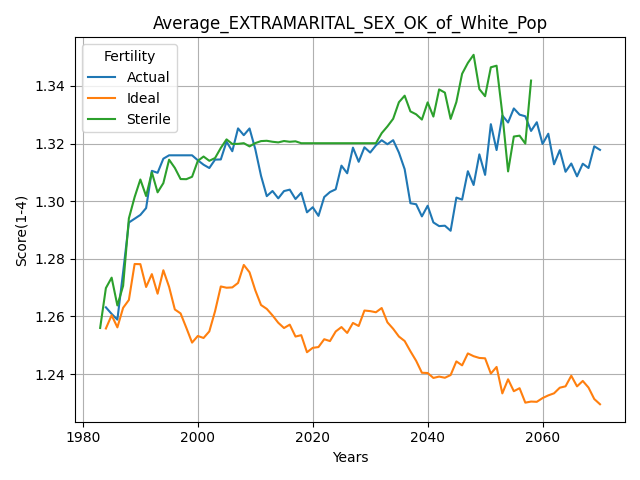 Average_EXTRAMARITAL_SEX_OK_of_White_Pop
Fertility
Actual
Ideal
Sterile
Score(1-4)
1.34
1.32
1.30
1.28
1.26
1.24
1980
2000
2020
2040
2060
Years